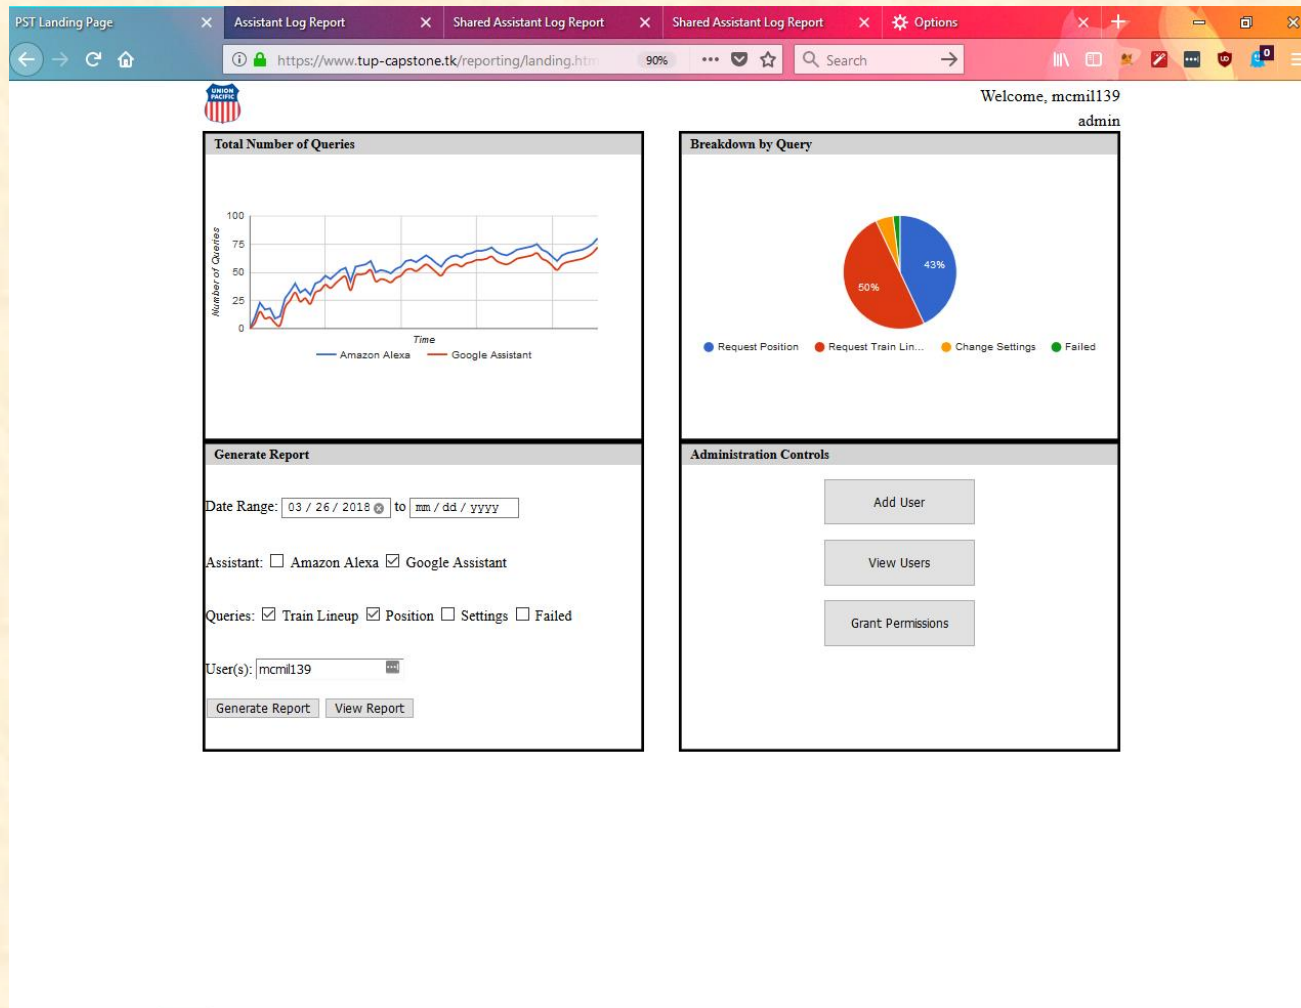 PST Landing Page
Assistant Log Report
Shared Assistant Log Report
Shared Assistant Log Report
Options
https://www.tup-capstone.tk/reporting/landing.htm
90%
Search
0
UNION
PACIFIC
Welcome, mcmil139
admin
Total Number of Queries
100
75
50
25
0
Number of Queries
Time
Amazon Alexa
Google Assistant
Breakdown by Query
43%
50%
Request Position
Request Train Lin...
Change Settings
Failed
Generate Report
Date Range: 03 / 26 / 2018 to mm / dd / yyyy
Assistant: Amazon Alexa Google Assistant
Queries: Train Lineup Position Settings Failed
User(s): mcmil139
Generate Report View Report
Administration Controls
Add User
View Users
Grant Permissions